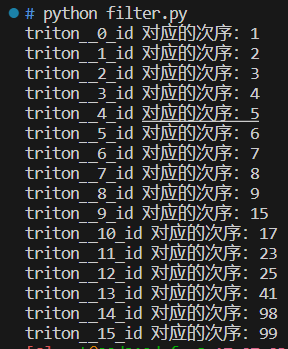 # python filter.py
triton__0_id 对应的次序: 1
triton__1_id 对应的次序: 2
triton__2_id 对应的次序: 3
triton__3_id 对应的次序: 4
triton__4_id 对应的次序: 5
triton__5_id 对应的次序: 6
triton__6_id 对应的次序: 7
triton__7_id 对应的次序: 8
triton__8_id 对应的次序: 9
triton__9_id 对应的次序: 15
triton__10_id 对应的次序: 17
triton__11_id 对应的次序: 23
triton__12_id 对应的次序: 25
triton__13_id 对应的次序: 41
triton__14_id 对应的次序: 98
triton__15_id 对应的次序: 99